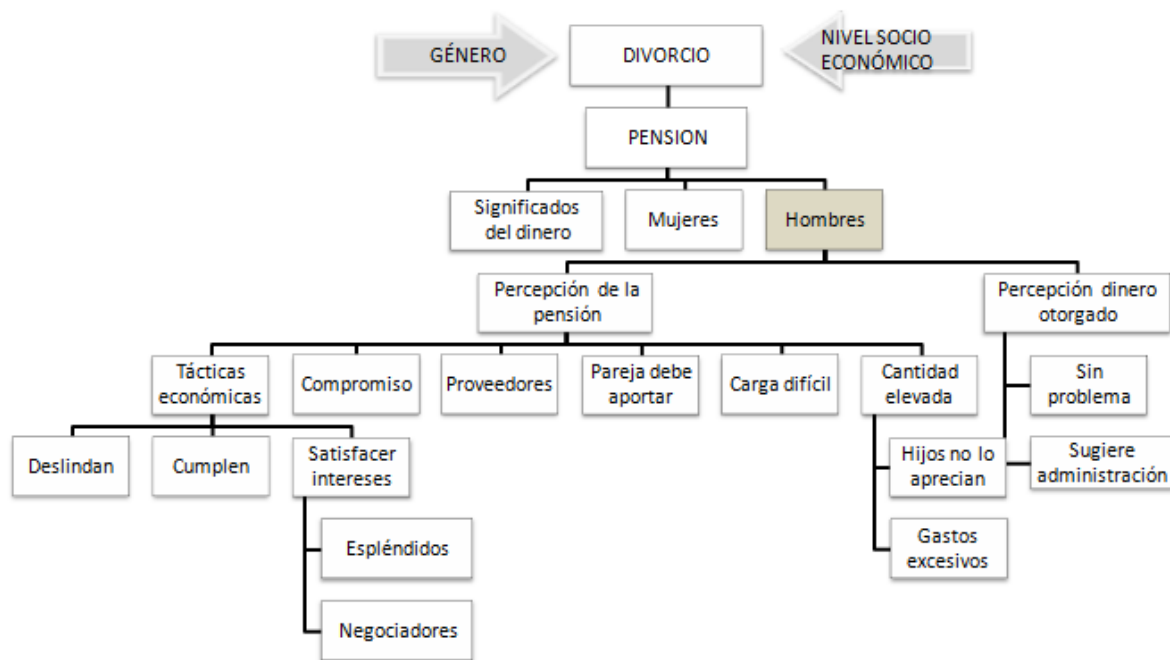 GÉNERO
DIVORCIO
NIVEL SOCIO
ECONÓMICO
PENSION
Significados
del dinero
Mujeres
Hombres
Percepción de la
pensión
Percepción dinero
otorgado
Tácticas
económicas
Compromiso
Proveedores
Pareja debe
aportar
Carga difícil
Cantidad
elevada
Sin
problema
Deslindan
Cumplen
Satisfacer
intereses
Hijos no lo
aprecian
Sugiere
administración
Espléndidos
Gastos
excesivos
Negociadores